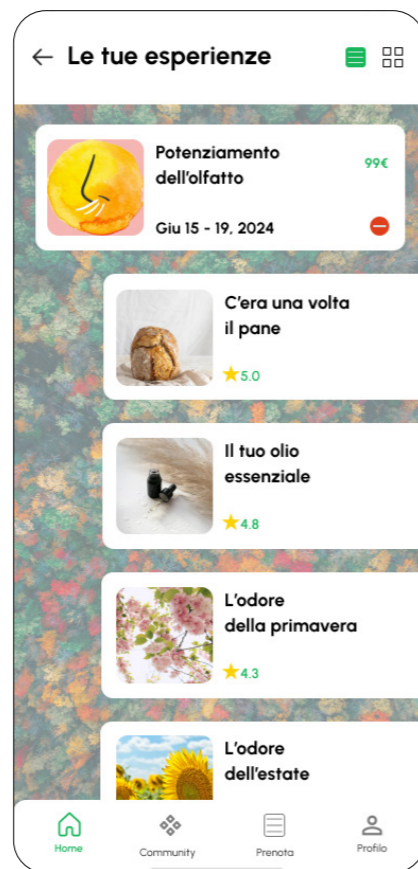 Le tue esperienze
Potenziamento
dell'olfatto
99€
Giu 15 - 19, 2024
C'era una volta
il pane
5.0
Il tuo olio
essenziale
4.8
L'odore
della primavera
4.3
L'odore
dell'estate
Home
Community
Prenota
Profilo